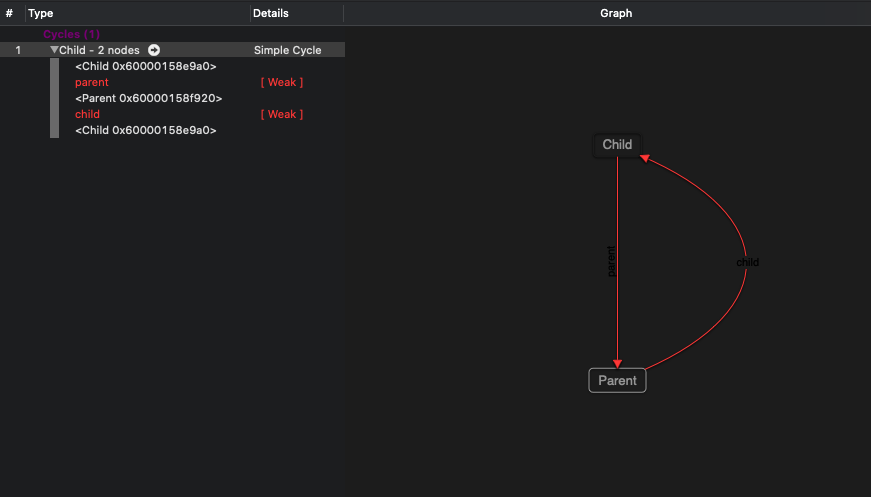 # Type Details Graph
Cycles (1)
1 Child - 2 nodes Simple Cycle
<Child 0x60000158e9a0>
parent [ Weak ]
<Parent 0x60000158f920>
child [ Weak ]
<Child 0x60000158e9a0>
Child
parent
child
Parent